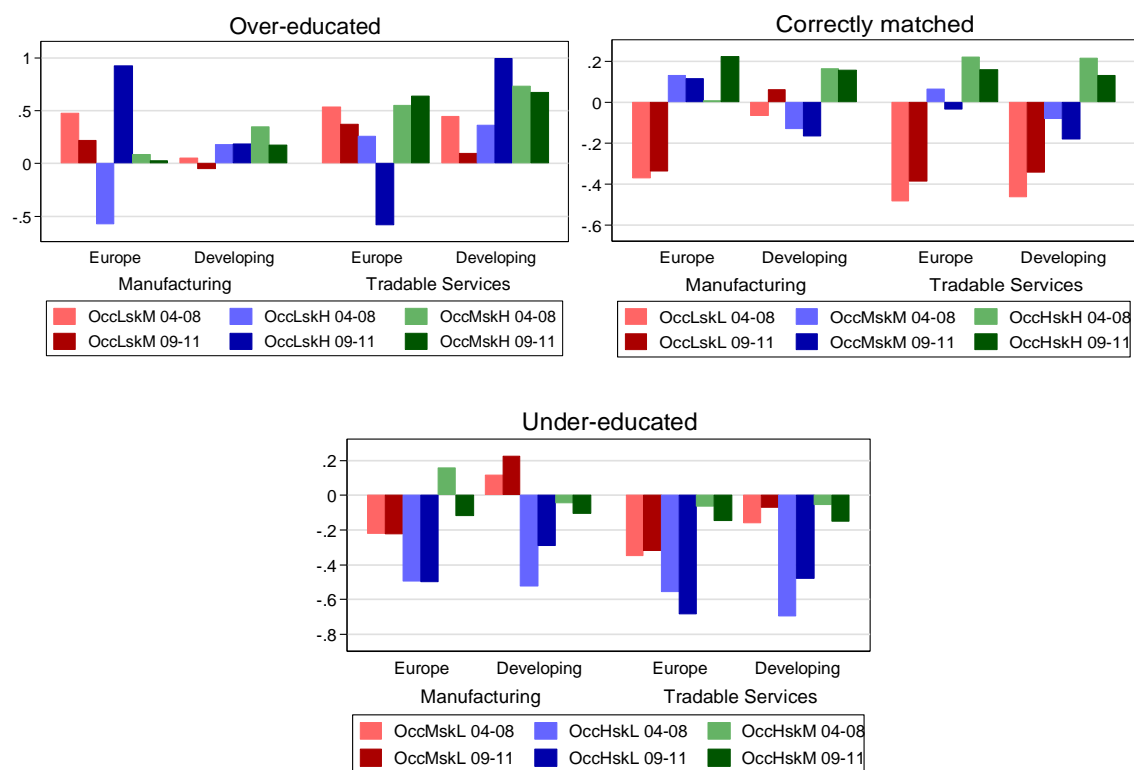 Over-educated
1
.5
0
-.5
Europe Developing Europe Developing
Manufacturing Tradable Services
OccLskM 04-08 OccLskH 04-08 OccMskH 04-08
OccLskM 09-11 OccLskH 09-11 OccMskH 09-11
Correctly matched
.2
0
-.2
-.4
-.6
Europe Developing Europe Developing
Manufacturing Tradable Services
OccLskL 04-08 OccMskM 04-08 OccHskH 04-08
OccLskL 09-11 OccMskM 09-11 OccHskH 09-11
Under-educated
.2
0
-.2
-.4
-.6
-.8
Europe Developing Europe Developing
Manufacturing Tradable Services
OccMskL 04-08 OccHskL 04-08 OccHskM 04-08
OccMskL 09-11 OccHskL 09-11 OccHskM 09-11